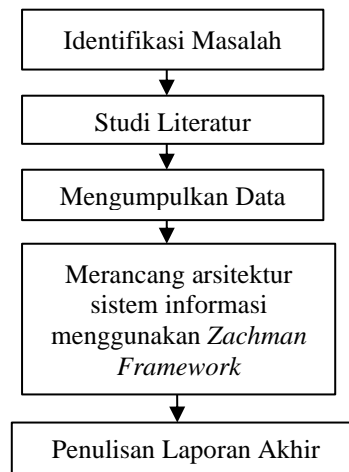 Identifikasi Masalah
Studi Literatur
Mengumpulkan Data
Merancang arsitektur
sistem informasi
menggunakan Zachman
Framework
Penulisan Laporan Akhir